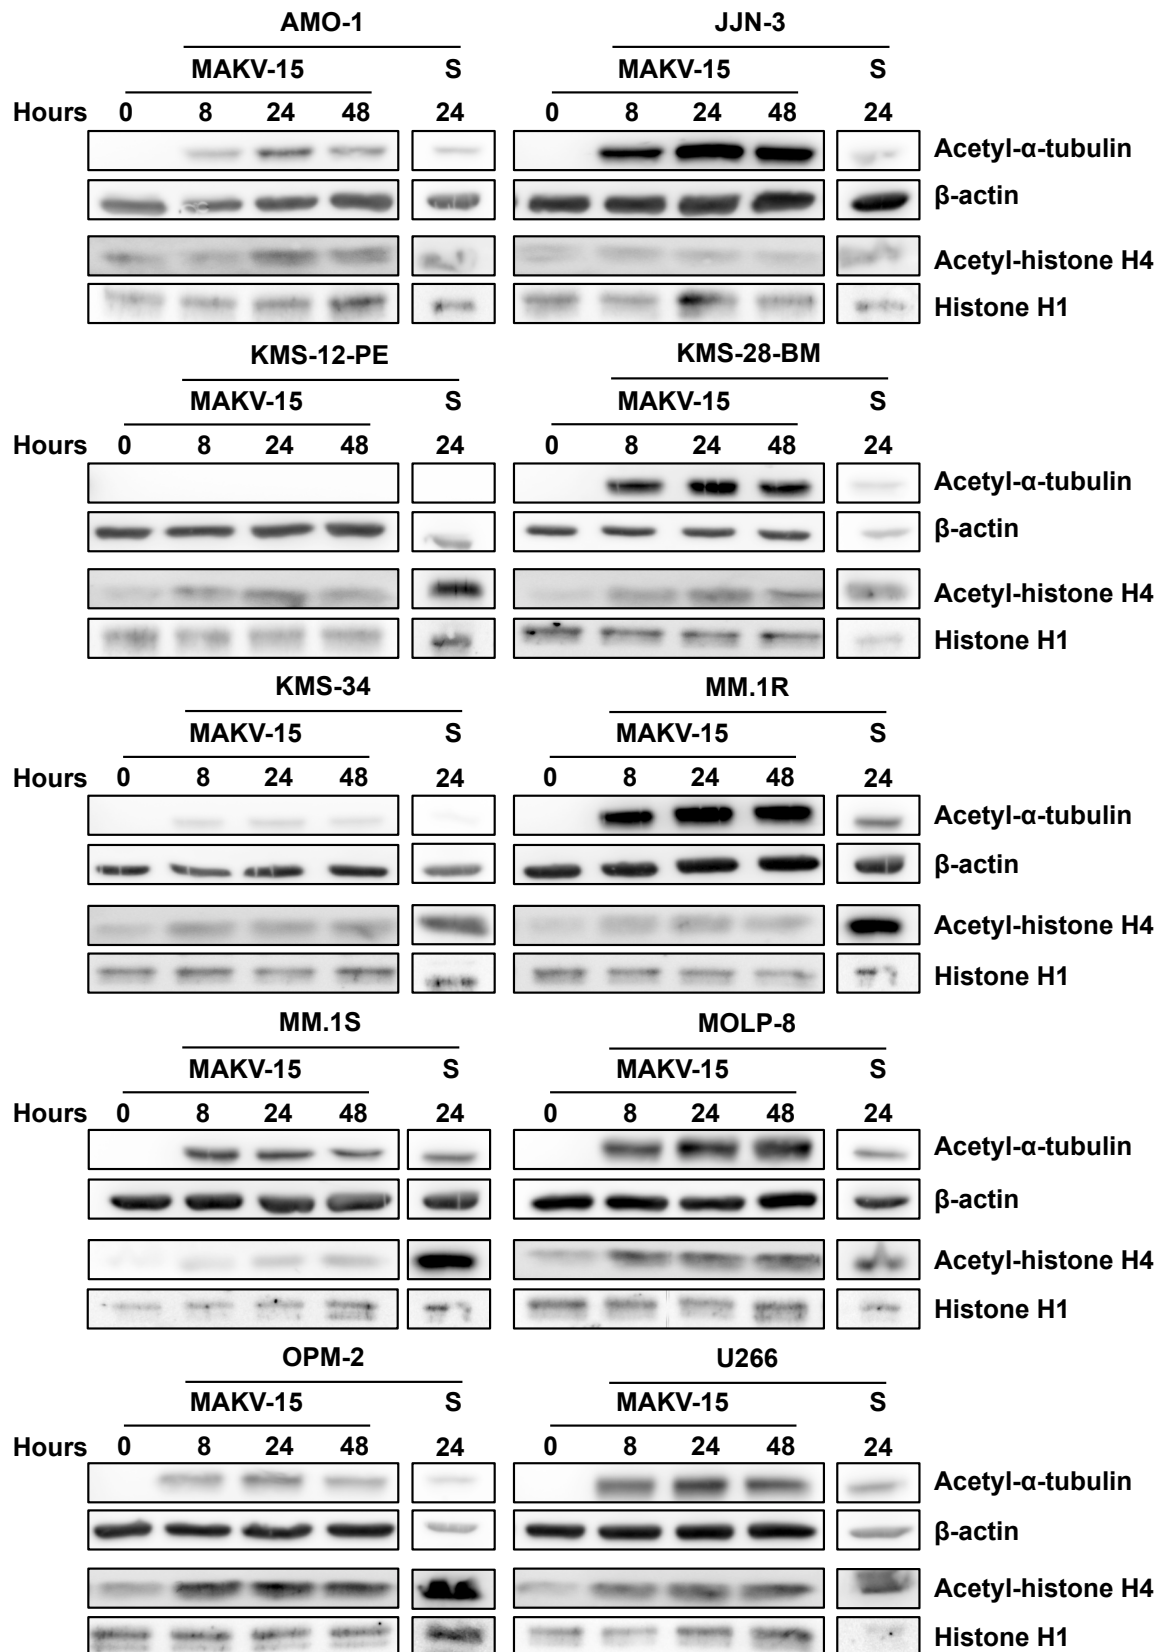 AMO-1 JJN-3
MAKV-15 S MAKV-15 S
Hours 0 8 24 48 24 0 8 24 48 24
Acetyl-α-tubulin
β-actin
Acetyl-histone H4
Histone H1
KMS-12-PE KMS-28-BM
MAKV-15 S MAKV-15 S
Hours 0 8 24 48 24 0 8 24 48 24
Acetyl-α-tubulin
β-actin
Acetyl-histone H4
Histone H1
KMS-34 MM.1R
MAKV-15 S MAKV-15 S
Hours 0 8 24 48 24 0 8 24 48 24
Acetyl-α-tubulin
β-actin
Acetyl-histone H4
Histone H1
MM.1S MOLP-8
MAKV-15 S MAKV-15 S
Hours 0 8 24 48 24 0 8 24 48 24
Acetyl-α-tubulin
β-actin
Acetyl-histone H4
Histone H1
OPM-2 U266
MAKV-15 S MAKV-15 S
Hours 0 8 24 48 24 0 8 24 48 24
Acetyl-α-tubulin
β-actin
Acetyl-histone H4
Histone H1